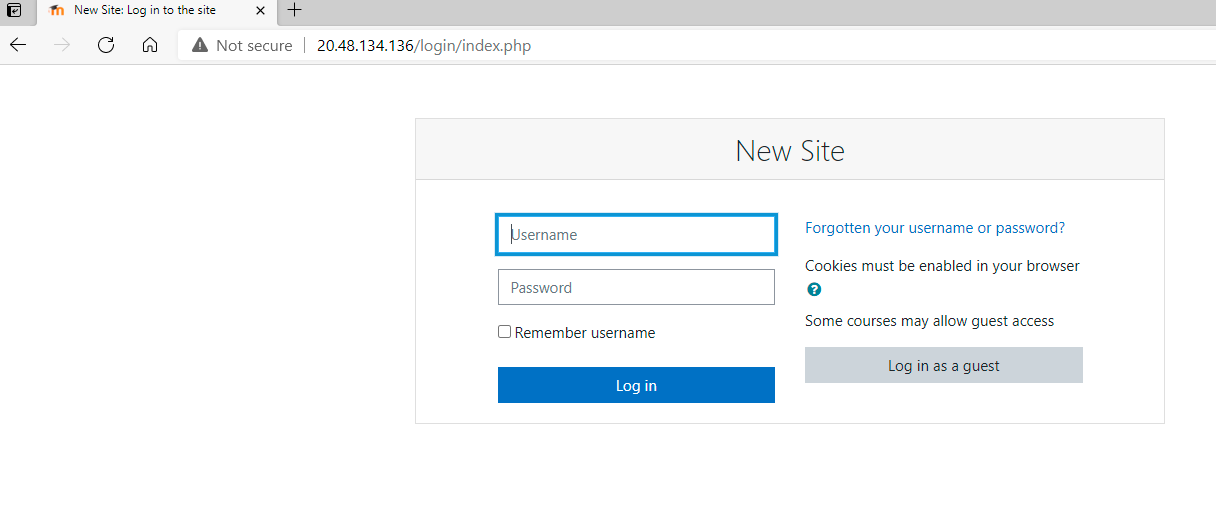 New Site: Log in to the site
Not secure 20.48.134.136/login/index.php
New Site
Username
Password
Remember username
Log in
Forgotten your username or password?
Cookies must be enabled in your browser
?
Some courses may allow guest access
Log in as a guest